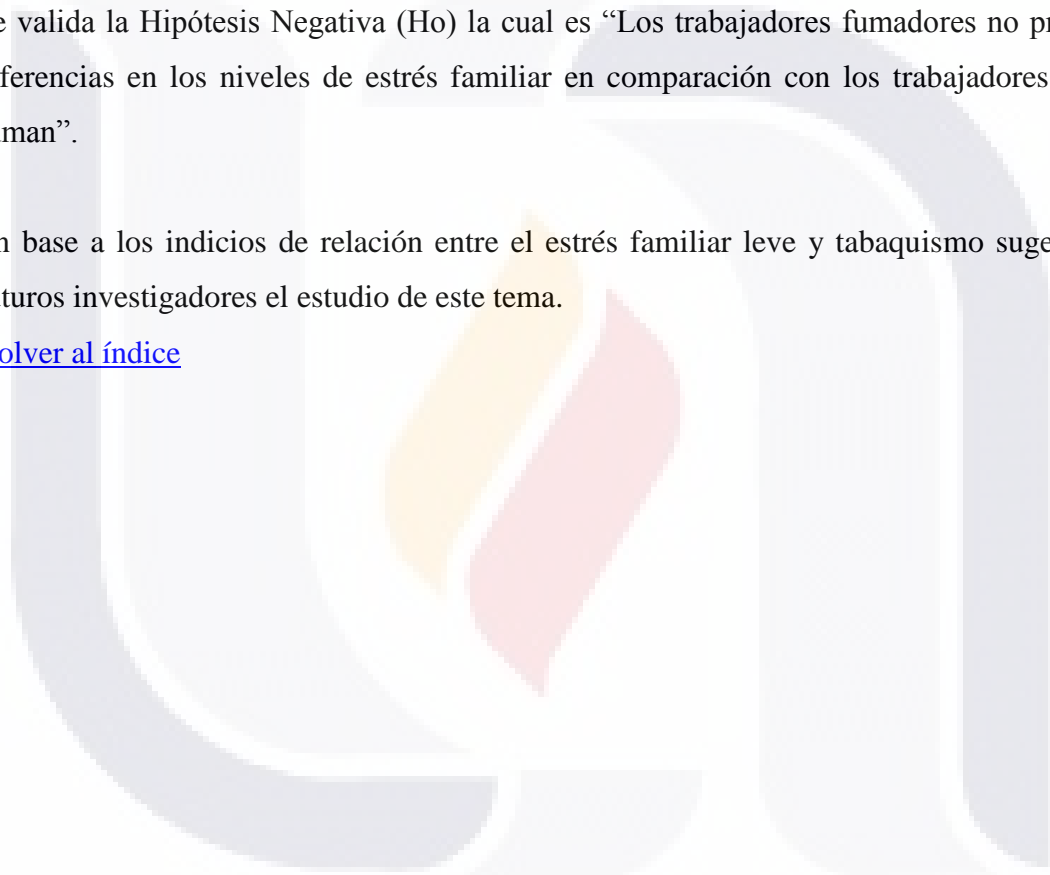 e valida la Hipótesis Negativa (Ho) la cual es “Los trabajadores fumadores no pr
ferencias en los niveles de estrés familiar en comparación con los trabajadores
man”.
n base a los indicios de relación entre el estrés familiar leve y tabaquismo suge
turos investigadores el estudio de este tema.
olver al índice